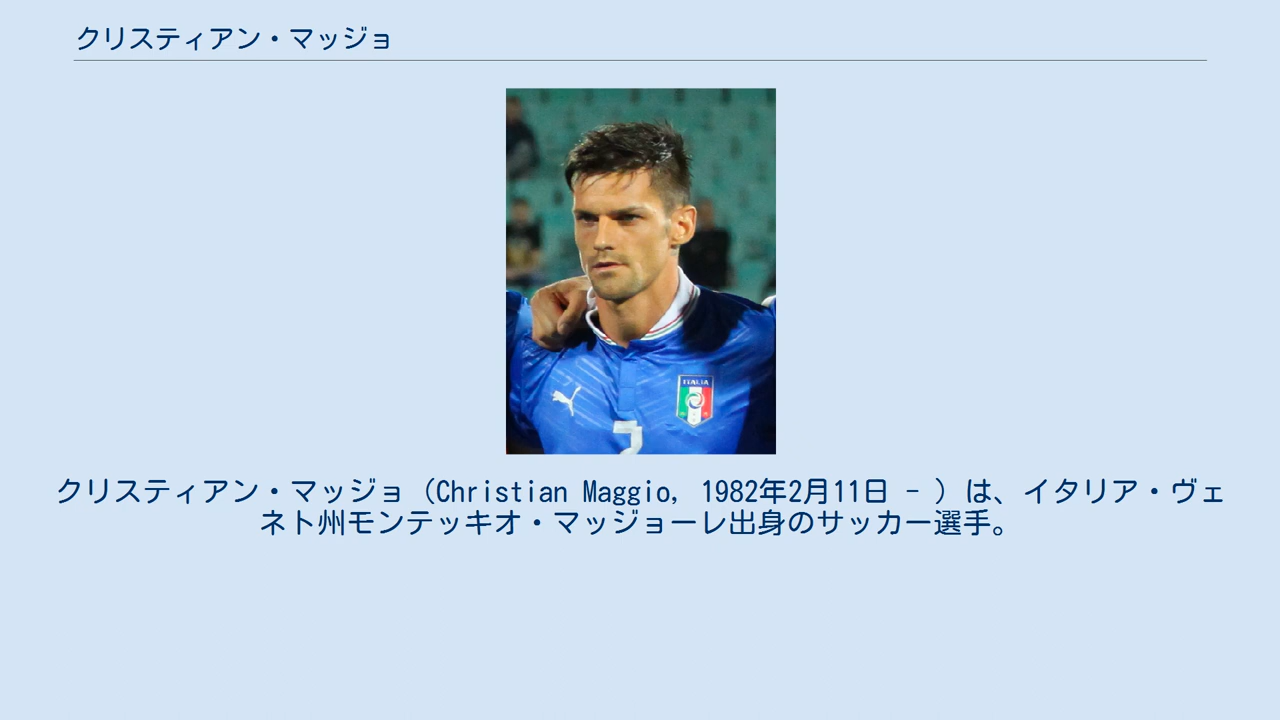 クリスティアン・マッジョ
ITALIA
クリスティアン・マッジョ（Christian Maggio, 1982年2月11日 - ）は、イタリア・ヴェ
ネト州モンテッキオ・マッジョーレ出身のサッカー選手。